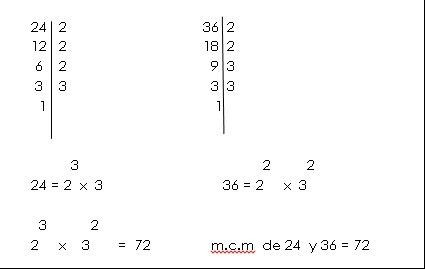 24 2 36 2
12 2 18 2
6 2 9 3
3 3 3 3
1 1
3 2 2
24 = 2 x 3 36 = 2 x 3
3 2
2 x 3 = 72 m.c.m de 24 y 36 = 72